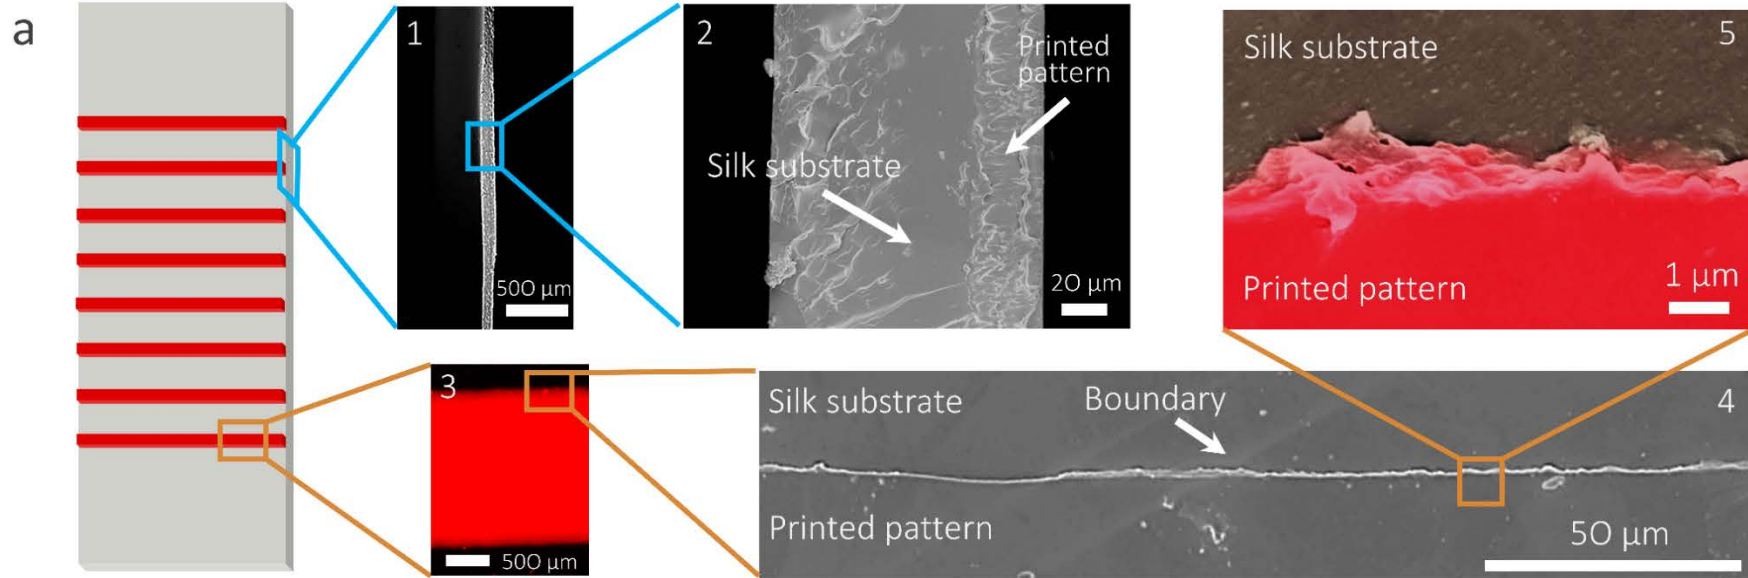 a
1
500 µm
2
Printed
pattern
Silk substrate
20 µm
Silk substrate
5
Printed pattern
1 µm
3
500 µm
Silk substrate
Boundary
4
Printed pattern
50 µm